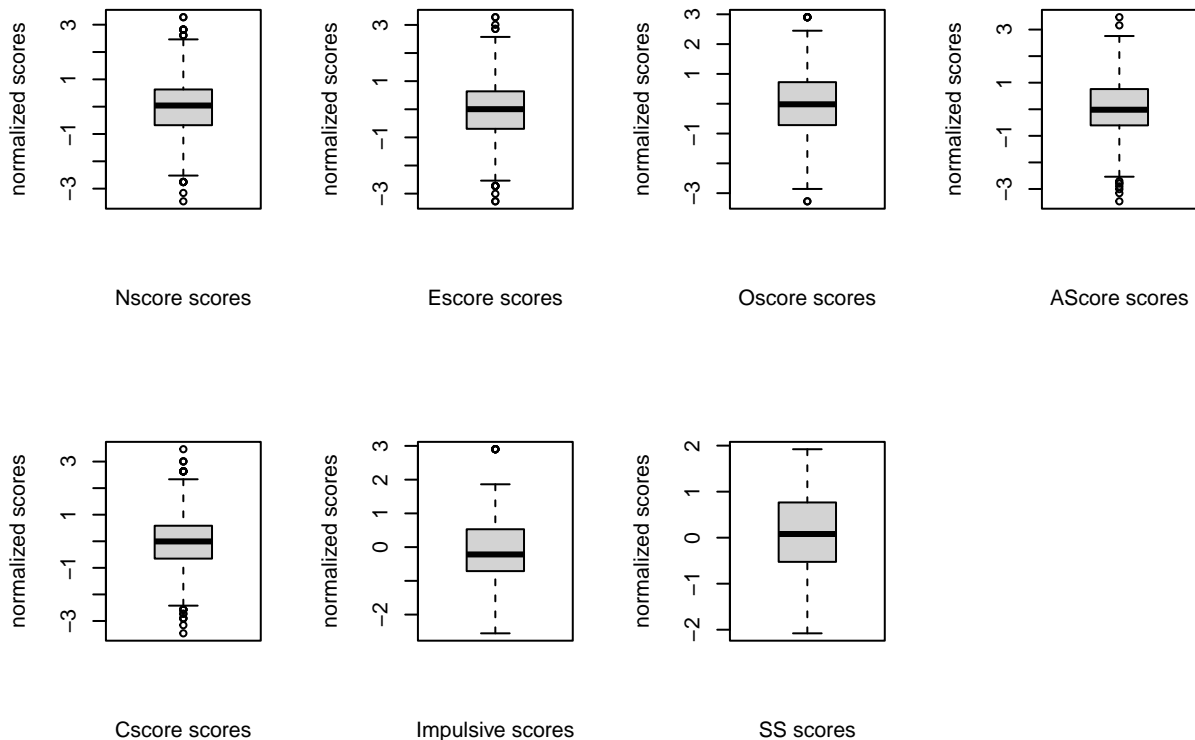 normalized scores
3
1
−1
−3
Nscore scores
normalized scores
3
1
−1
−3
Escore scores
normalized scores
3
2
1
−1
−3
Oscore scores
normalized scores
3
1
−1
−3
AScore scores
normalized scores
3
1
−1
−3
Cscore scores
normalized scores
3
2
0
−2
Impulsive scores
normalized scores
2
1
0
−1
−2
SS scores